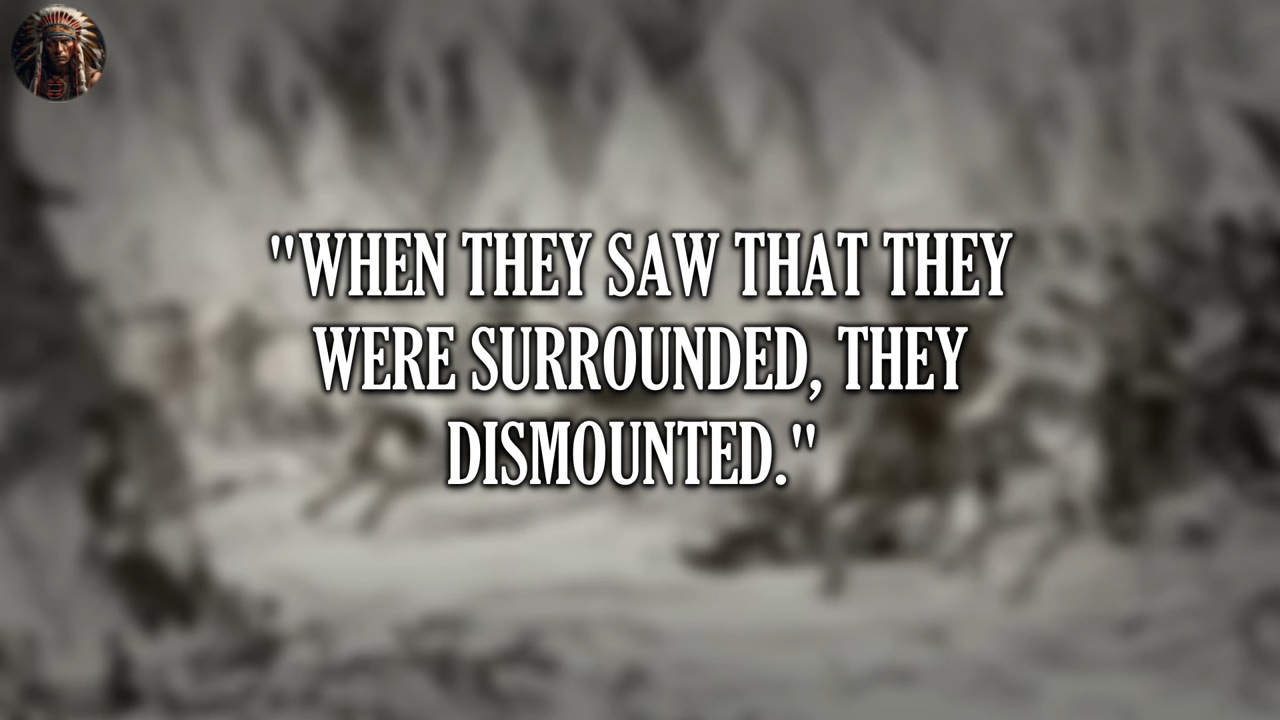 "WHEN THEY SAW THAT THEY
WERE SURROUNDED, THEY
DISMOUNTED."